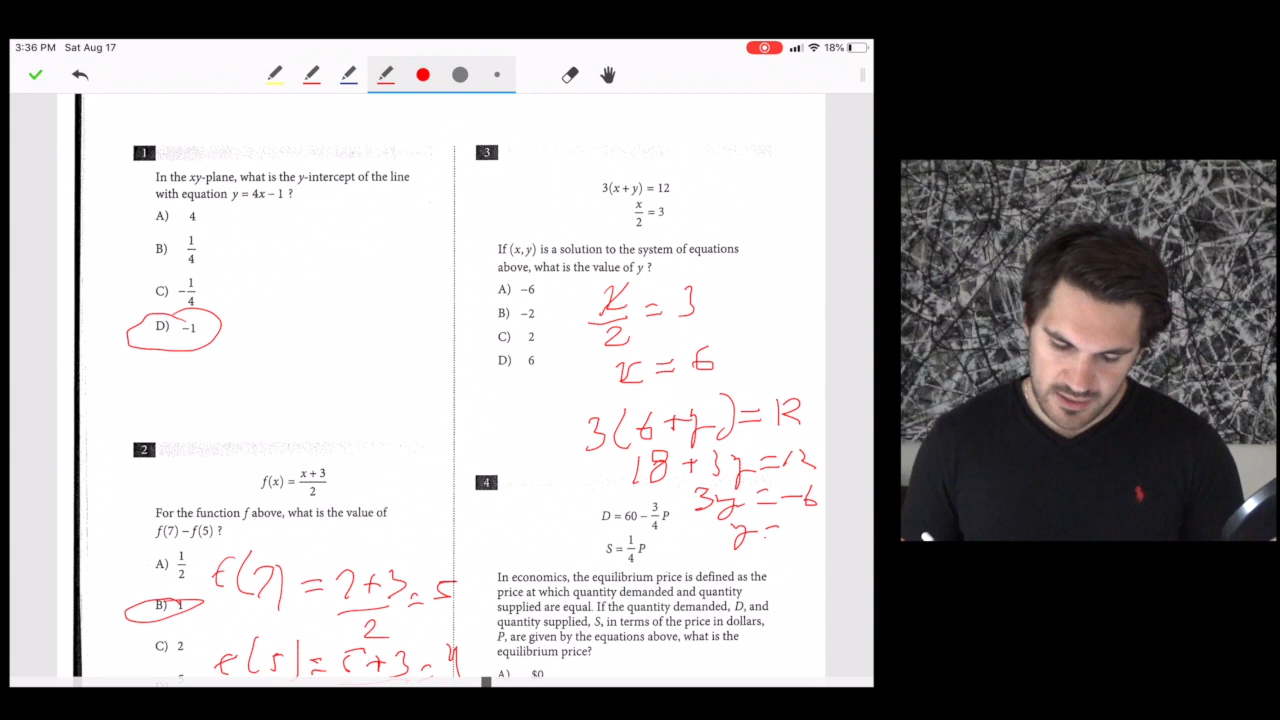 3:36 PM Sat Aug 17
18%
1
In the xy-plane, what is the y-intercept of the line
with equation y = 4x − 1 ?
A) 4
B) 1/4
C) −1/4
D) −1
2
f(x) = (x + 3)/2
For the function f above, what is the value of
f(7) − f(5) ?
A) 1/2
B) 1
C) 2
f(7) = 7+3/2 = 5
f(5) = 5+3 = 4
3
3(x + y) = 12
x/2 = 3
If (x, y) is a solution to the system of equations
above, what is the value of y ?
A) −6
B) −2
C) 2
D) 6
x/2 = 3
x = 6
3(6+y) = 12
18 + 3y = 12
3y = -6
y =
4
D = 60 − 3/4 P
S = 1/4 P
In economics, the equilibrium price is defined as the
price at which quantity demanded and quantity
supplied are equal. If the quantity demanded, D, and
quantity supplied, S, in terms of the price in dollars,
P, are given by the equations above, what is the
equilibrium price?
A) $0